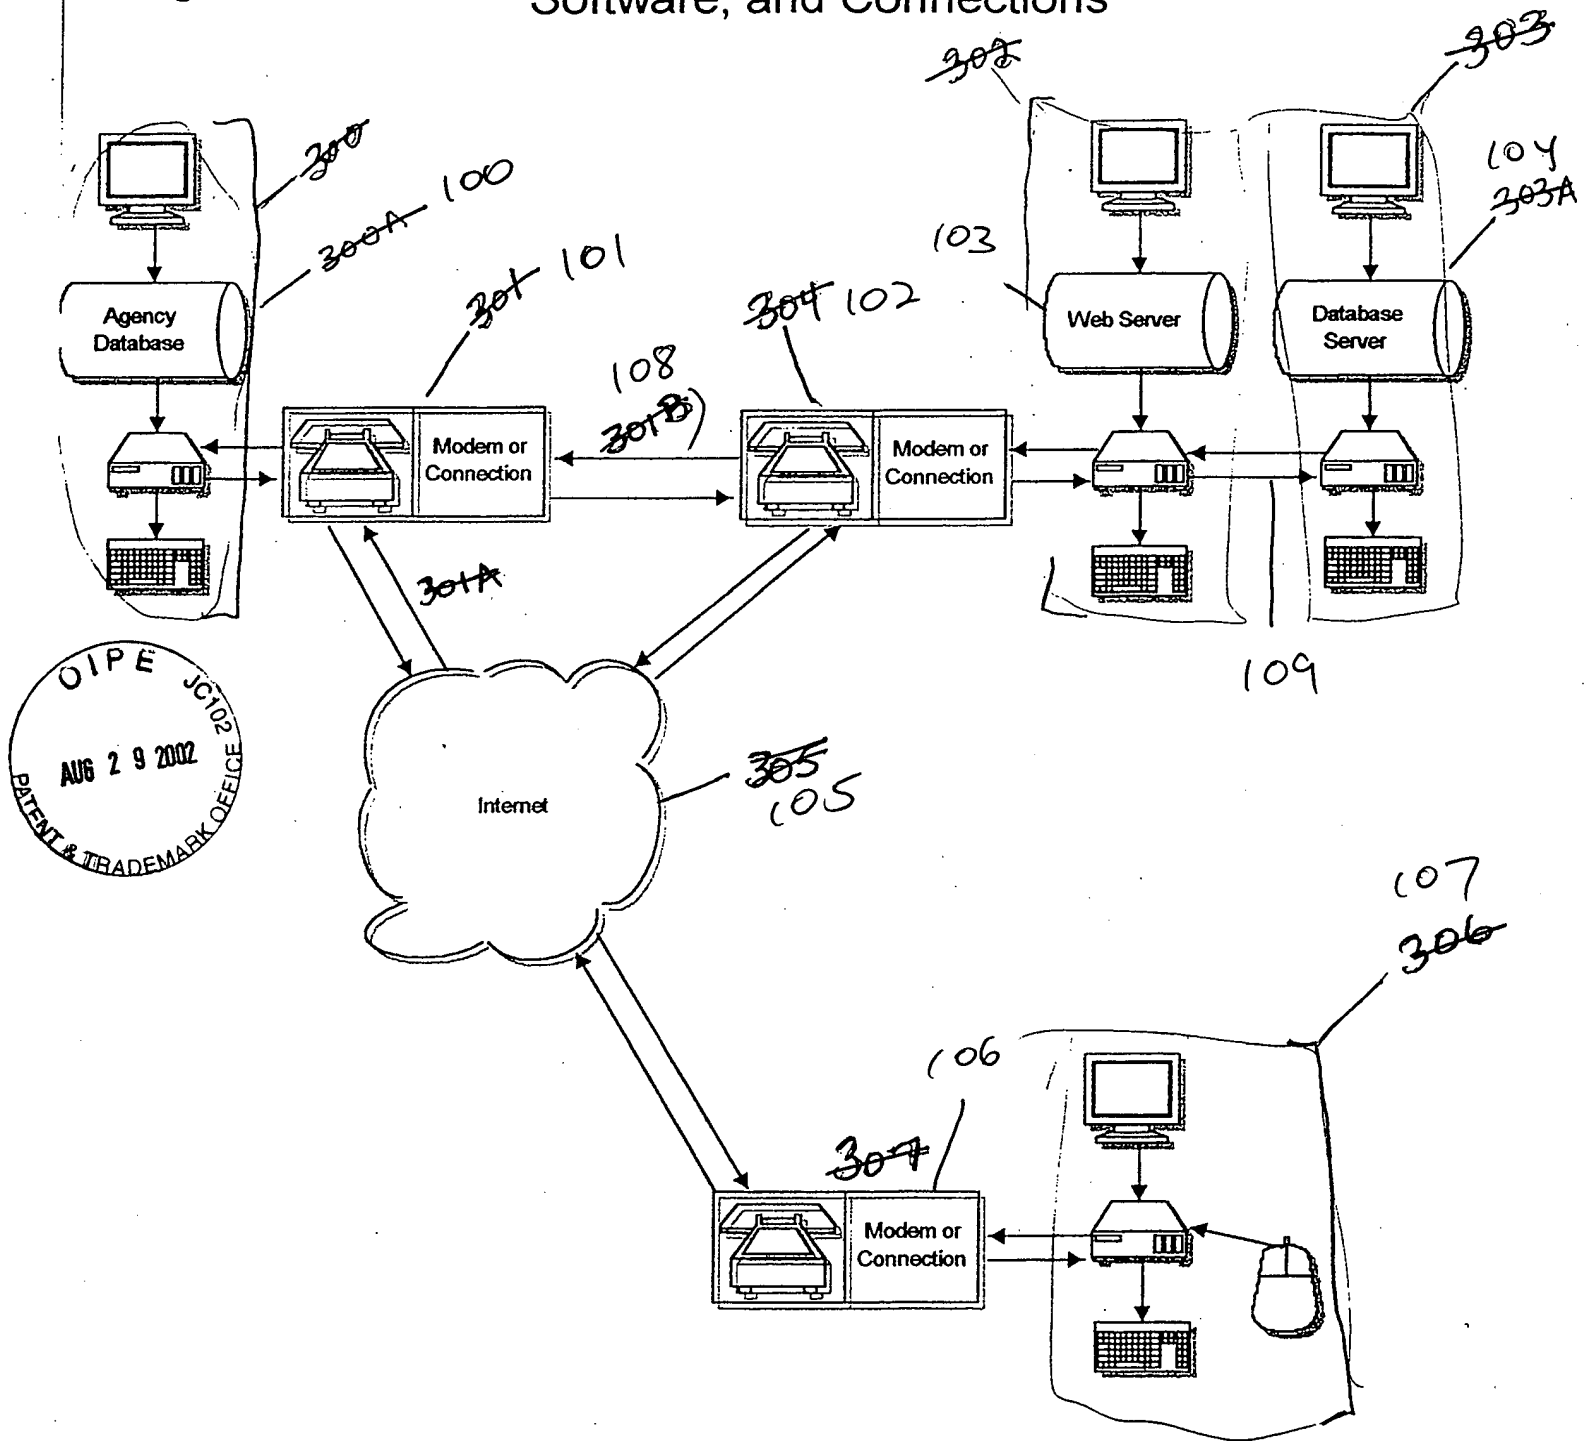 Software, and Connections
302
303
300
300A 100
104
303A
301 101
304 102
103
108
301B)
Agency
Database
Web Server
Database
Server
Modem or
Connection
Modem or
Connection
301A
109
OIPE JC102
AUG 2 9 2002
PATENT & TRADEMARK OFFICE
Internet
305
105
107
306
106
307
Modem or
Connection